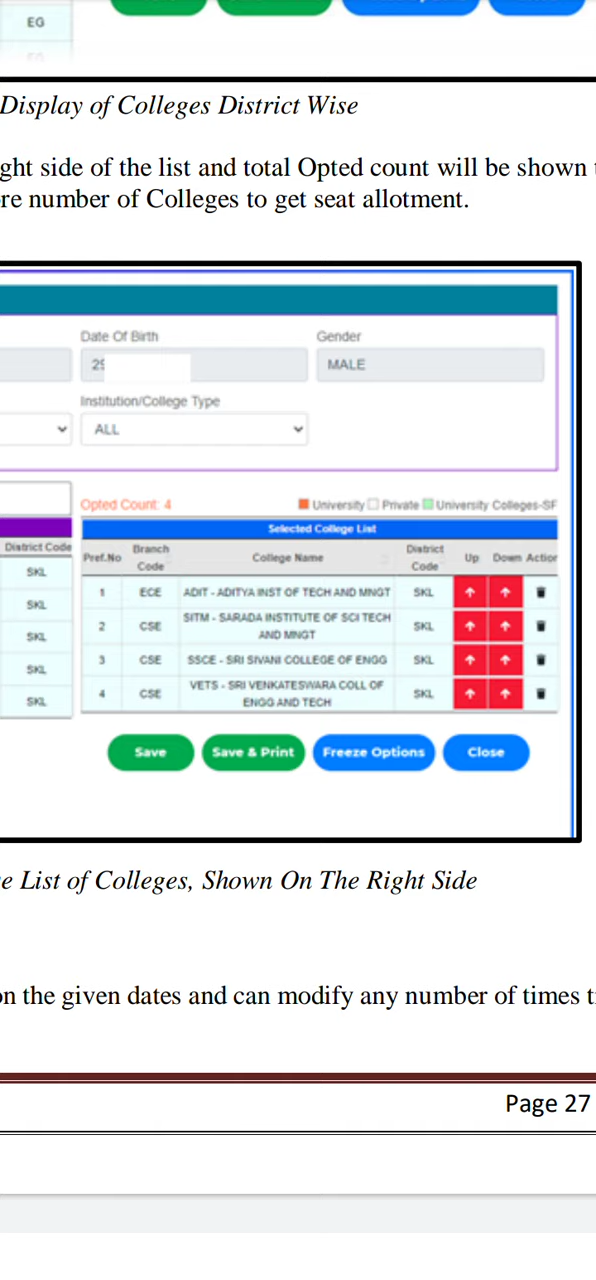 EG
EG
Display of Colleges District Wise
ght side of the list and total Opted count will be shown
re number of Colleges to get seat allotment.
Date Of Birth Gender
29 MALE
Institution/College Type
ALL
Opted Count: 4 University Private University Colleges-SF
Selected College List
District Code Pref.No Branch Code College Name District Code Up Down Action
SKL 1 ECE ADIT - ADITYA INST OF TECH AND MNGT SKL
SKL 2 CSE SITM - SARADA INSTITUTE OF SCI TECH AND MNGT SKL
SKL 3 CSE SSCE - SRI SIVANI COLLEGE OF ENGG SKL
SKL 4 CSE VETS - SRI VENKATESWARA COLL OF ENGG AND TECH SKL
SKL
Save Save & Print Freeze Options Close
e List of Colleges, Shown On The Right Side
on the given dates and can modify any number of times t
Page 27